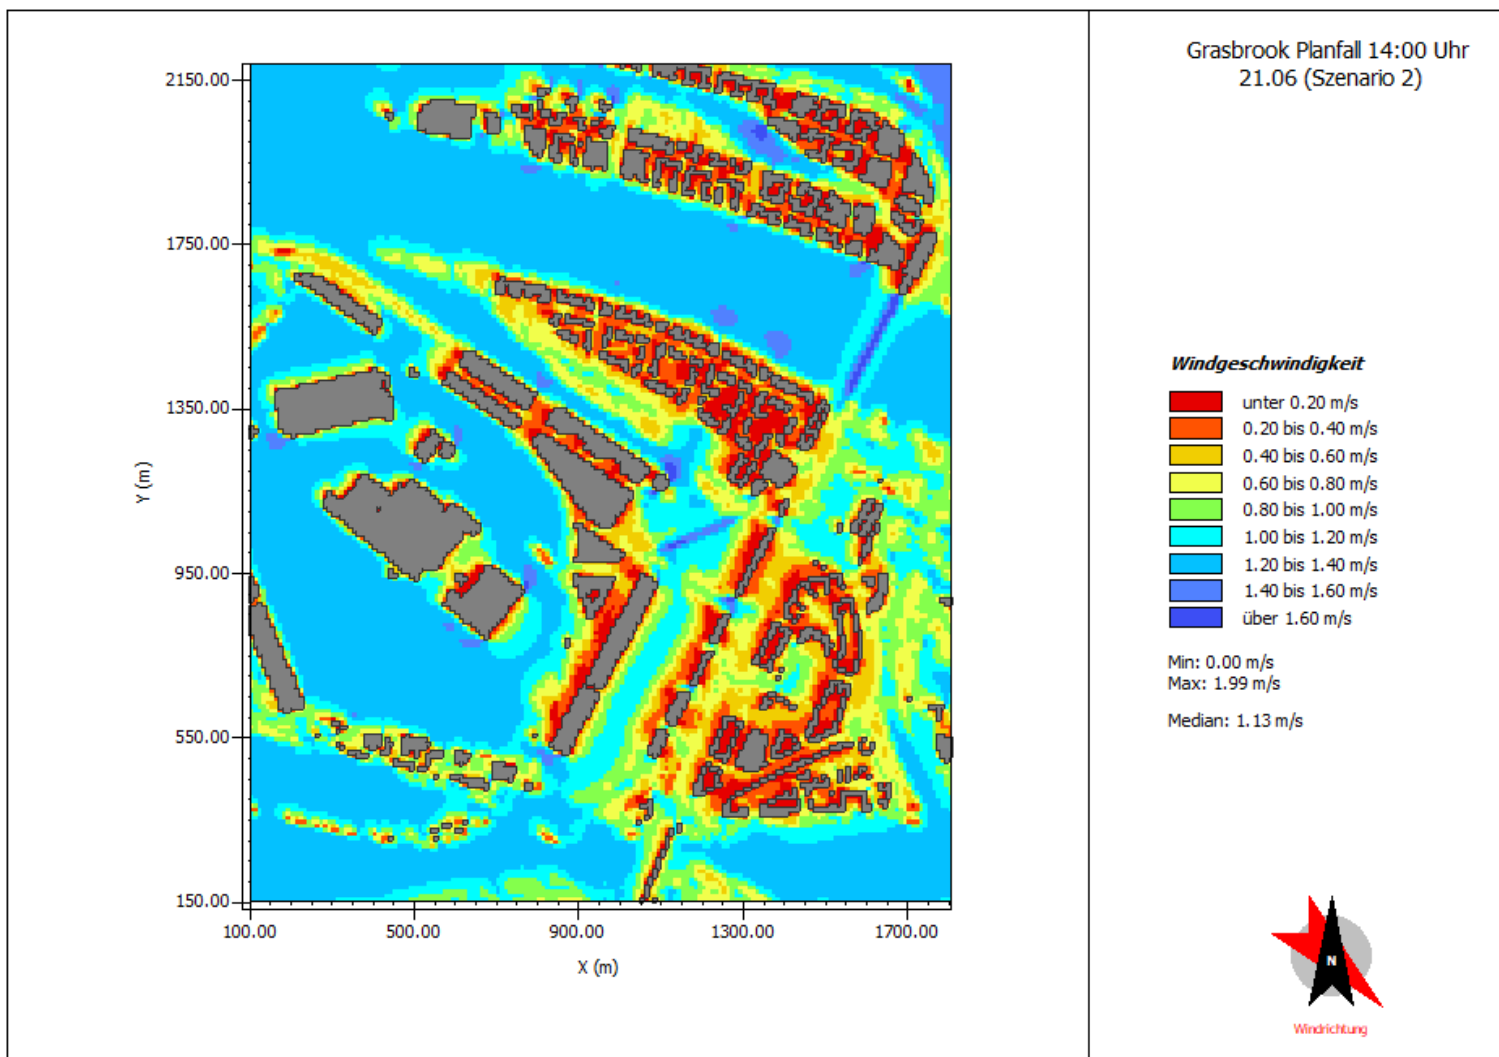 Grasbrook Planfall 14:00 Uhr
21.06 (Szenario 2)
2150.00
1750.00
1350.00
950.00
550.00
150.00
Y (m)
100.00 500.00 900.00 1300.00 1700.00
X (m)
Windgeschwindigkeit
unter 0.20 m/s
0.20 bis 0.40 m/s
0.40 bis 0.60 m/s
0.60 bis 0.80 m/s
0.80 bis 1.00 m/s
1.00 bis 1.20 m/s
1.20 bis 1.40 m/s
1.40 bis 1.60 m/s
über 1.60 m/s
Min: 0.00 m/s
Max: 1.99 m/s
Median: 1.13 m/s
N
Windrichtung